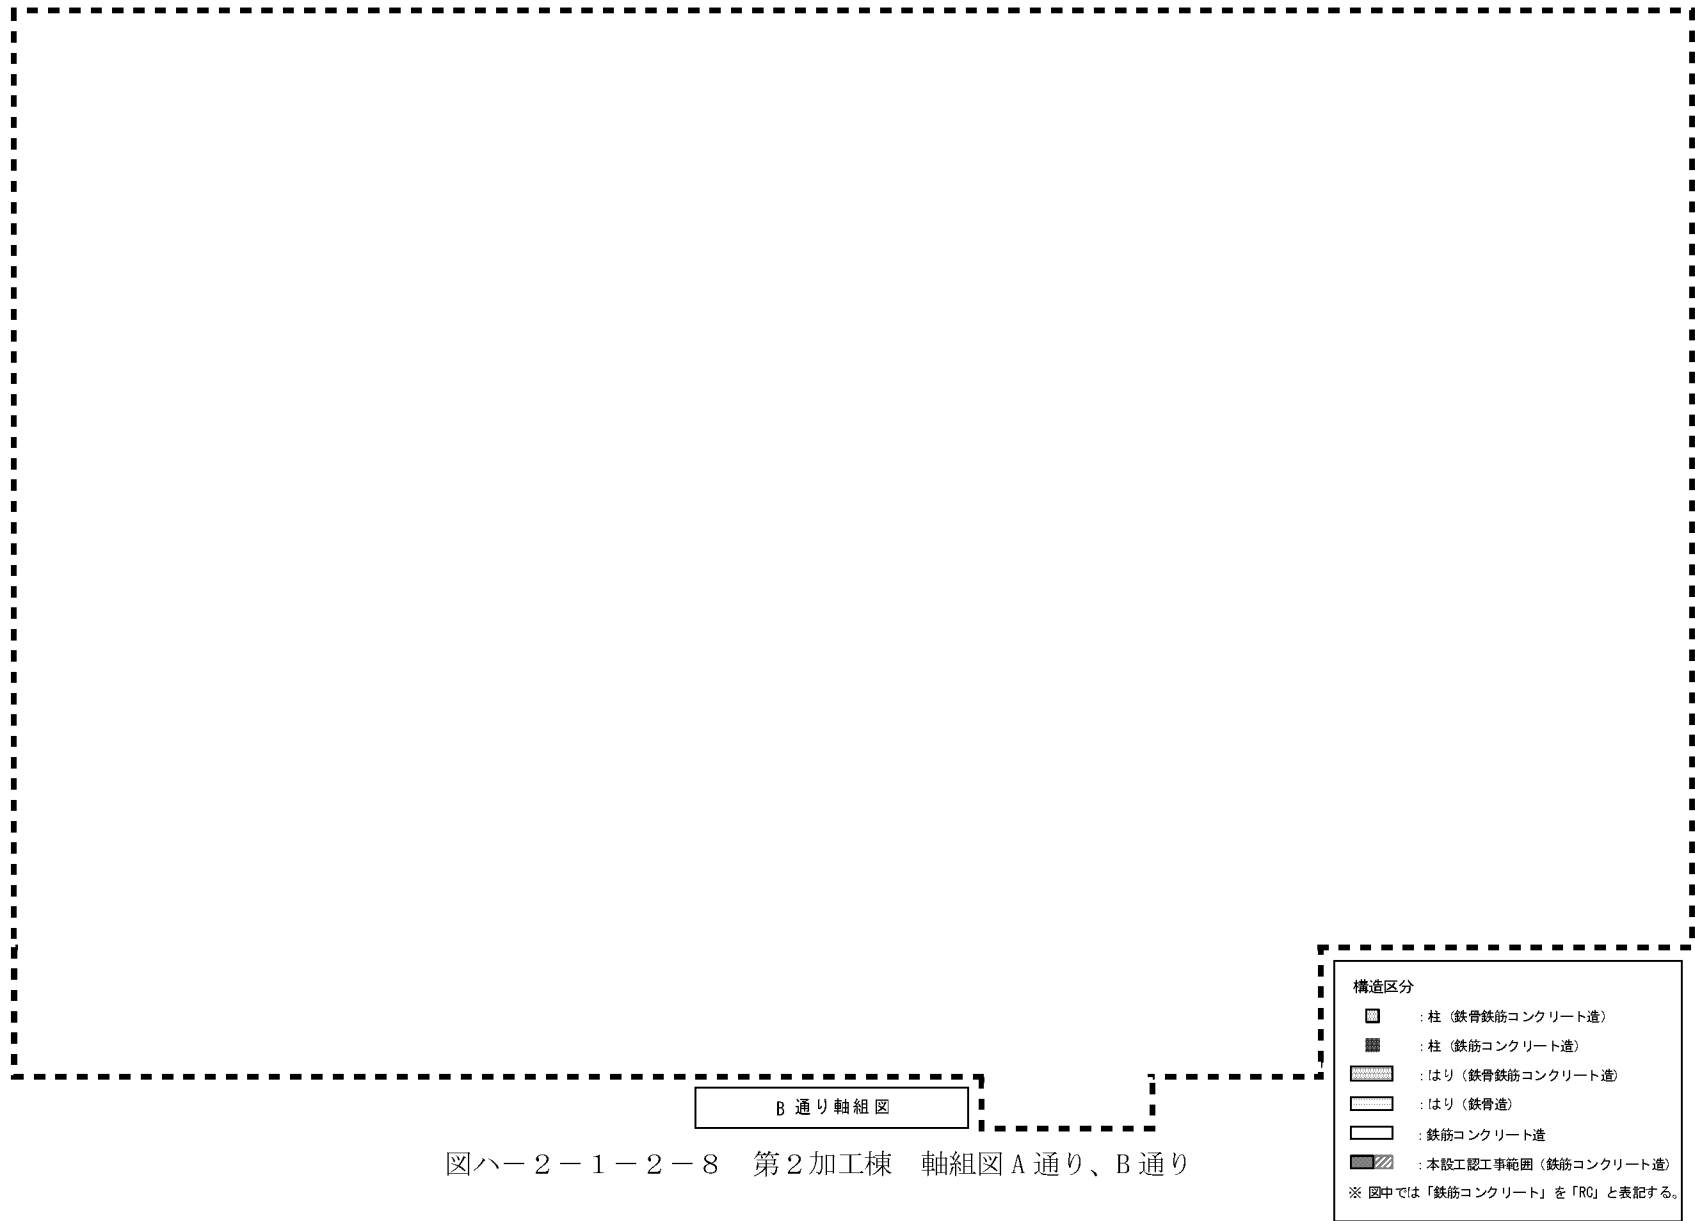 構造区分
：柱（鉄骨鉄筋コンクリート造）
：柱（鉄筋コンクリート造）
：はり（鉄骨鉄筋コンクリート造）
：はり（鉄骨造）
：鉄筋コンクリート造
：本設工認工事範囲（鉄筋コンクリート造）
※ 図中では「鉄筋コンクリート」を「RC」と表記する。
B 通り軸組図
図ハ－２－１－２－８　第２加工棟　軸組図 A 通り、B 通り